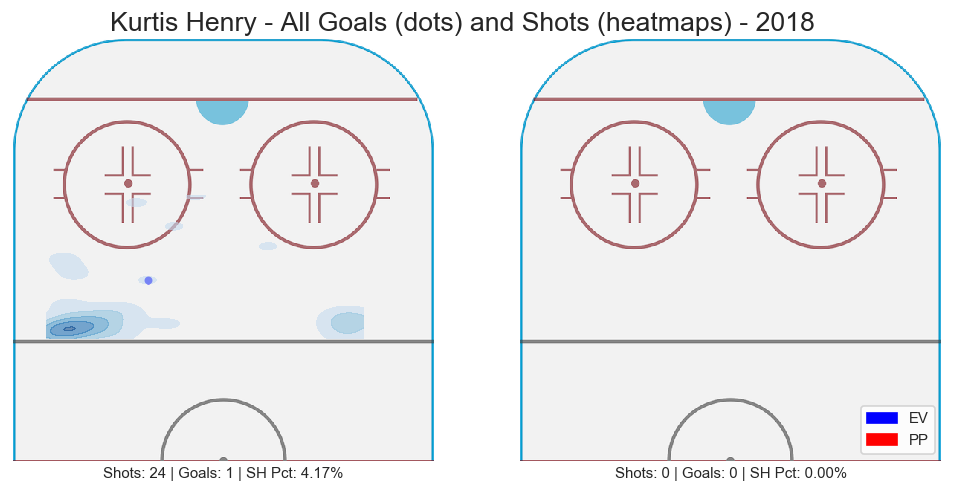 Kurtis Henry - All Goals (dots) and Shots (heatmaps) - 2018
EV
PP
Shots: 24 | Goals: 1 | SH Pct: 4.17%
Shots: 0 | Goals: 0 | SH Pct: 0.00%